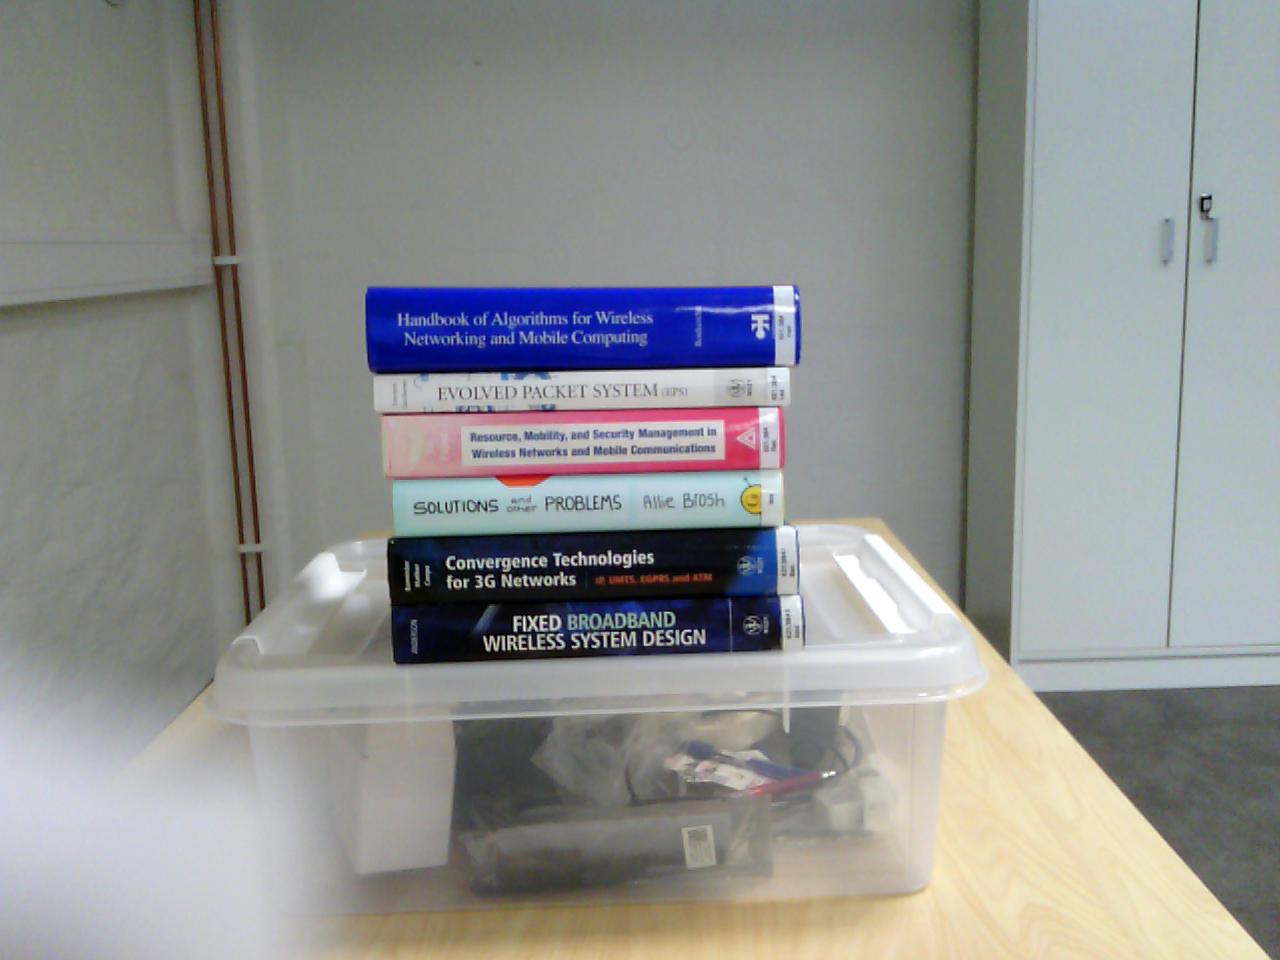 Handbook of Algorithms for Wireless
Networking and Mobile Computing
EVOLVED PACKET SYSTEM (EPS)
Resource, Mobility, and Security Management in
Wireless Networks and Mobile Communications
SOLUTIONS and other PROBLEMS Allie Brosh
Convergence Technologies
for 3G Networks IP, UMTS, EGPRS and ATM
ANDERSON
FIXED BROADBAND
WIRELESS SYSTEM DESIGN